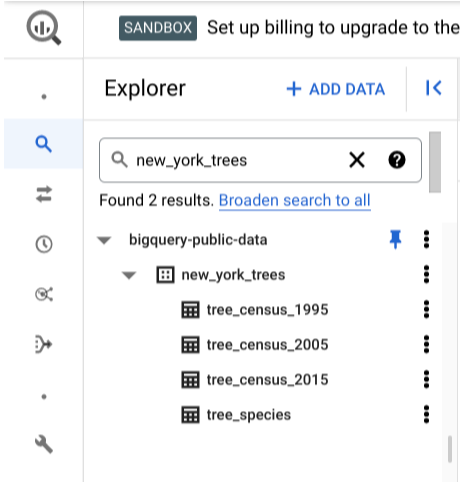 SANDBOX Set up billing to upgrade to the
Explorer + ADD DATA
new_york_trees
Found 2 results. Broaden search to all
bigquery-public-data
new_york_trees
tree_census_1995
tree_census_2005
tree_census_2015
tree_species